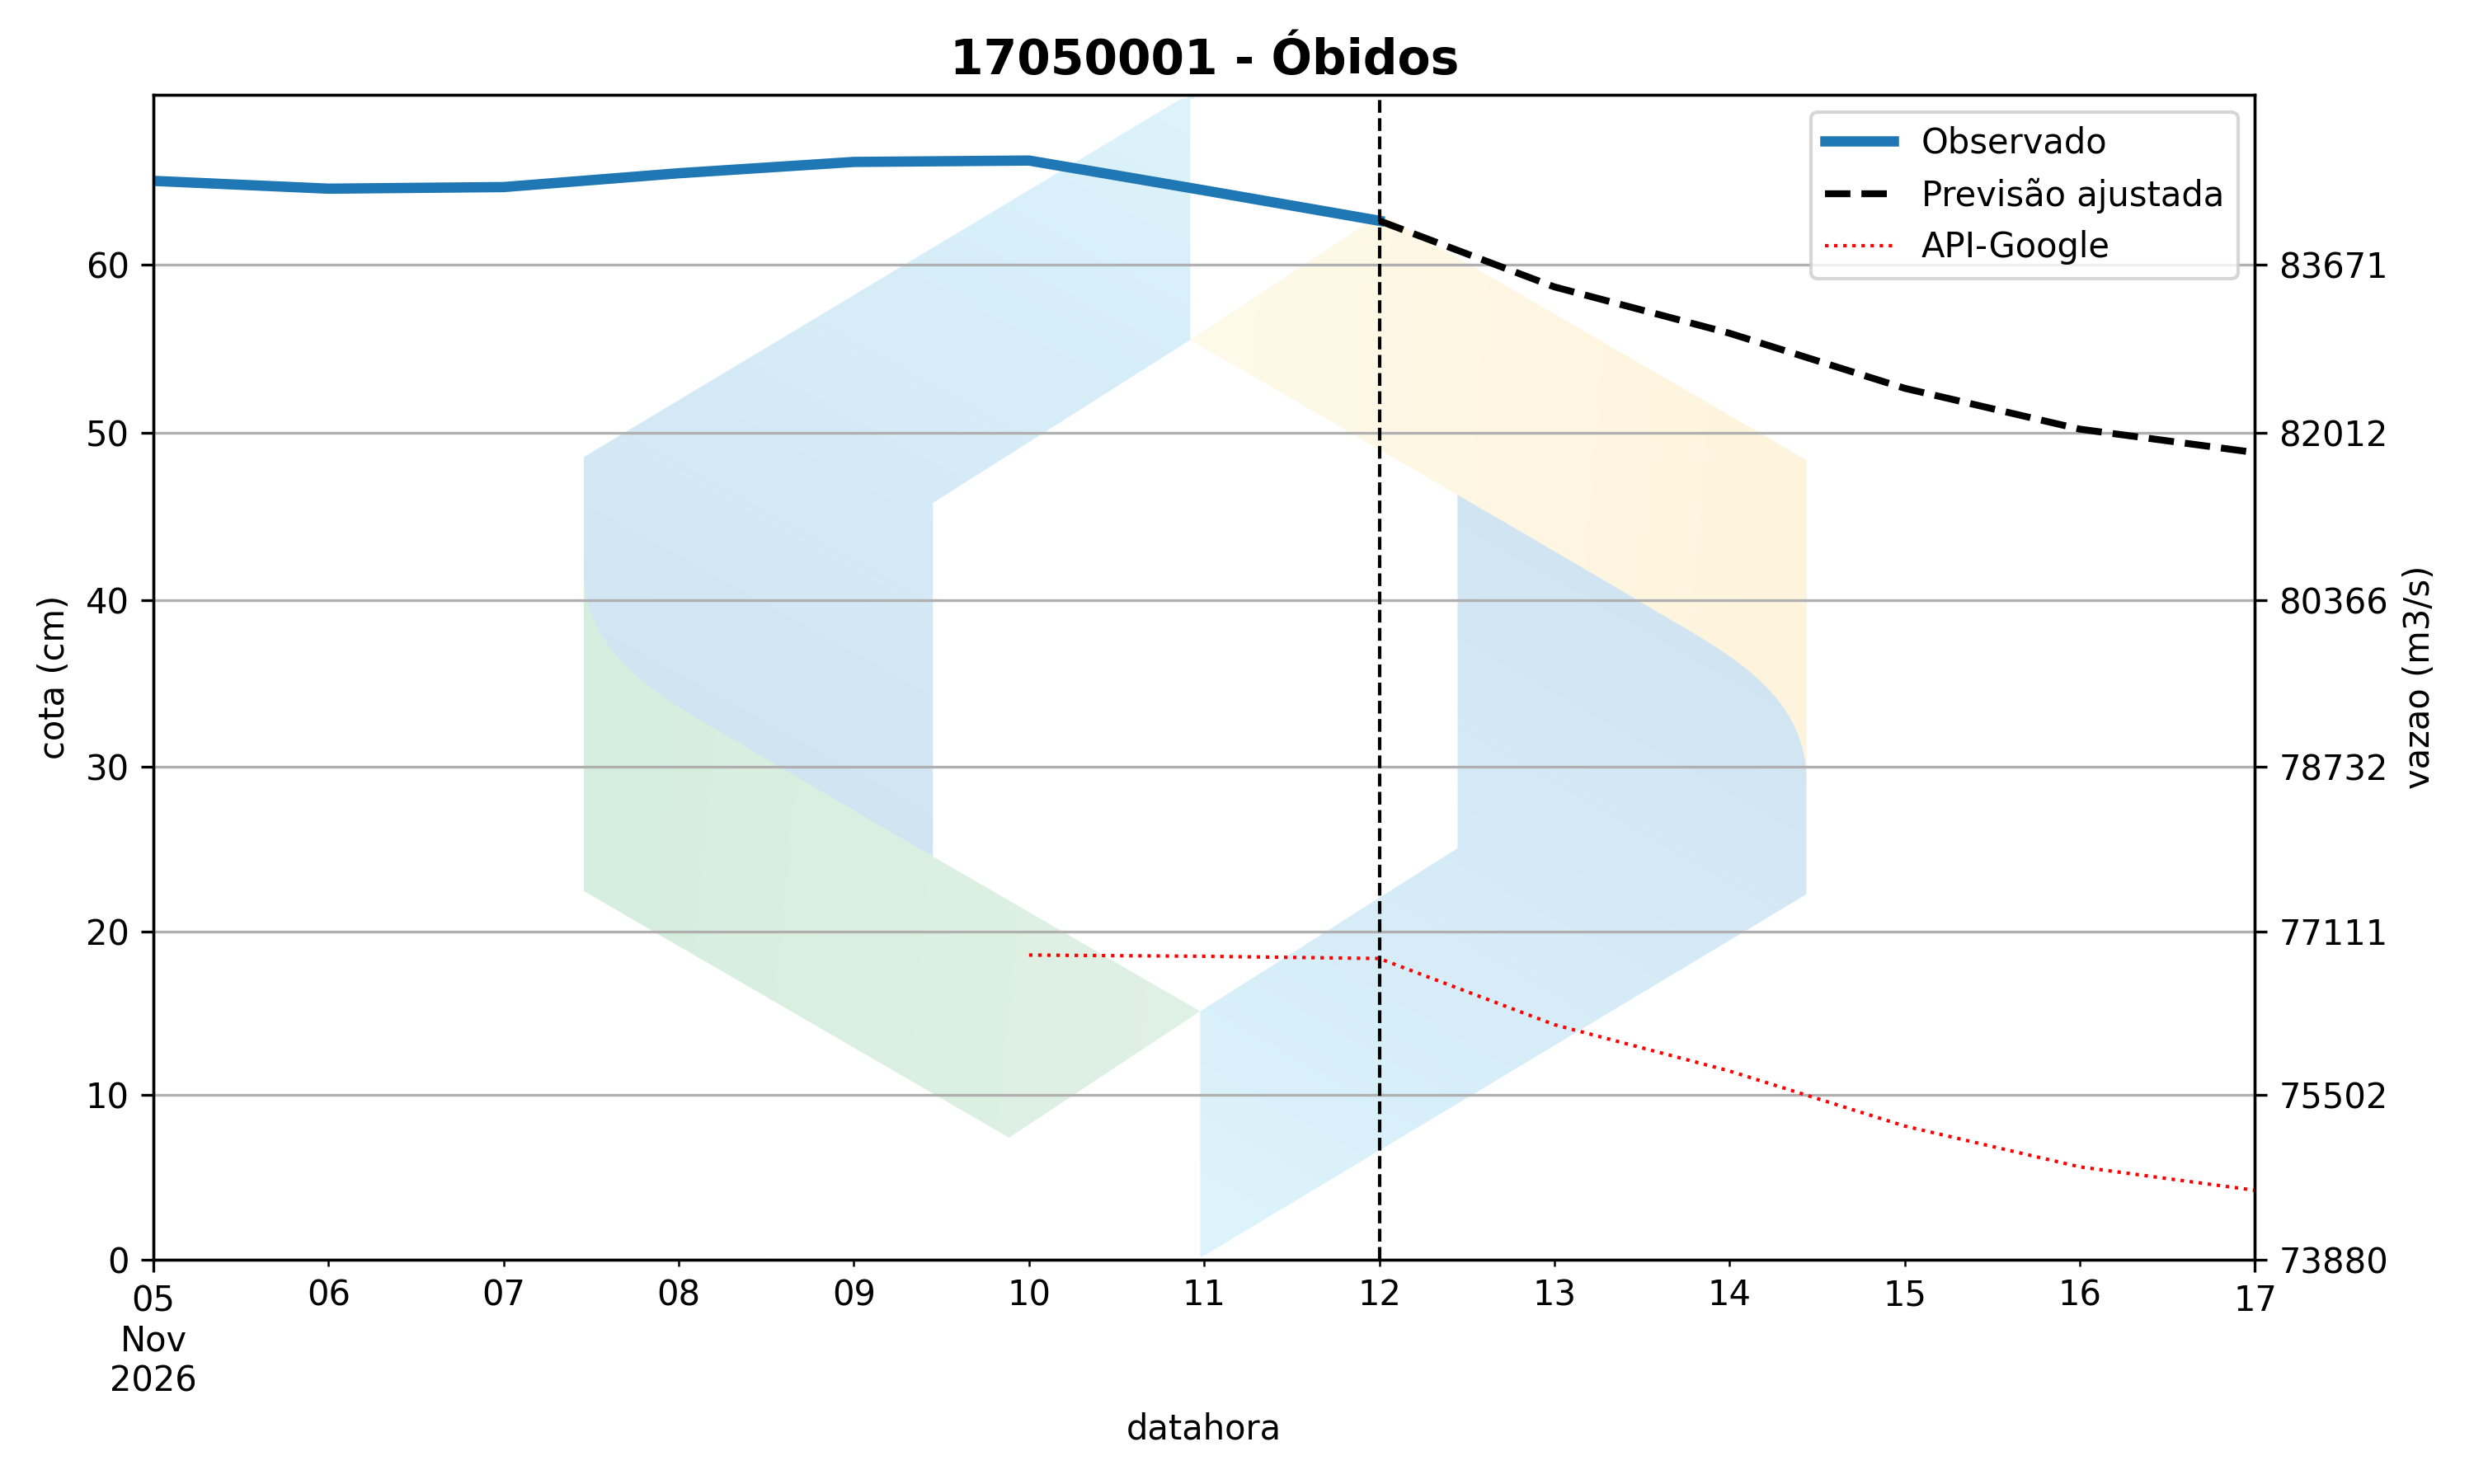 17050001 - Óbidos
Observado
Previsão ajustada
API-Google
60
50
40
30
20
10
0
cota (cm)
83671
82012
80366
78732
77111
75502
73880
vazao (m3/s)
05 06 07 08 09 10 11 12 13 14 15 16 17
Nov
2026
datahora